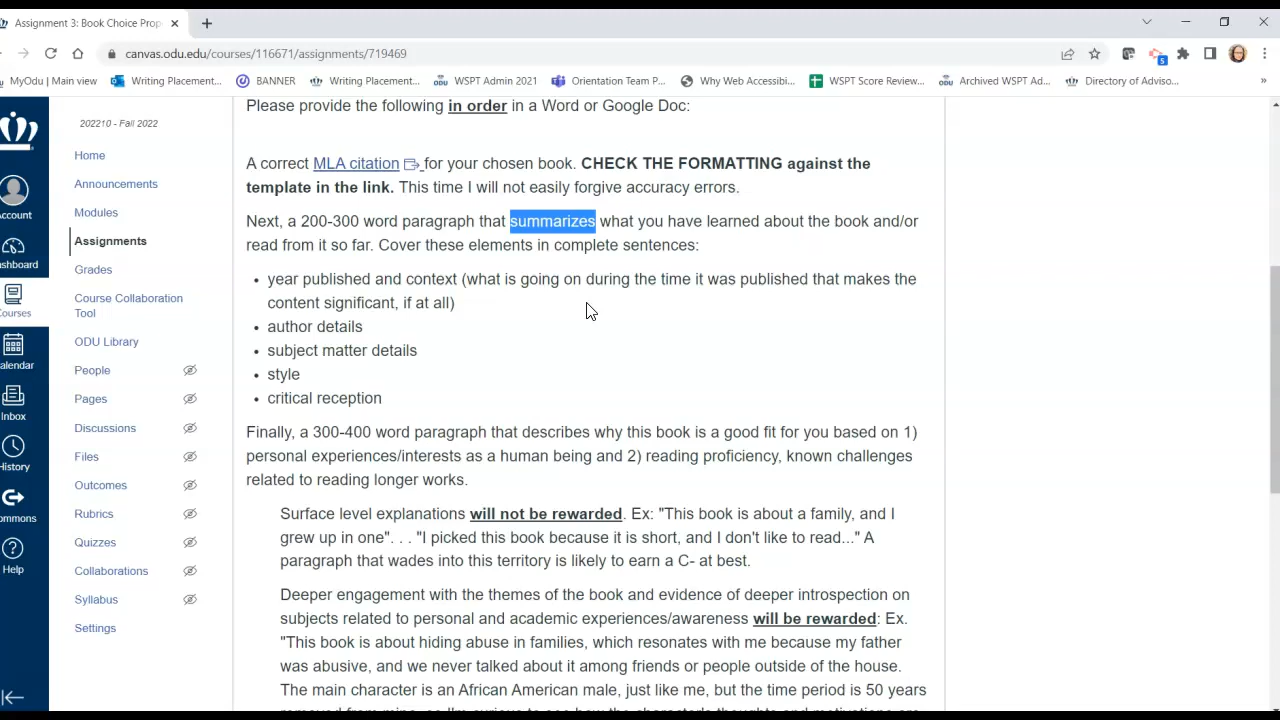 Assignment 3: Book Choice Prop
canvas.odu.edu/courses/116671/assignments/719469
5
MyOdu | Main view
Writing Placement...
BANNER
Writing Placement...
WSPT Admin 2021
Orientation Team P...
Why Web Accessibi...
WSPT Score Review...
Archived WSPT Ad...
Directory of Adviso...
»
Account
ashboard
Courses
alendar
Inbox
History
ommons
Help
202210 - Fall 2022
Home
Announcements
Modules
Assignments
Grades
Course Collaboration
Tool
ODU Library
People
Pages
Discussions
Files
Outcomes
Rubrics
Quizzes
Collaborations
Syllabus
Settings
Please provide the following in order in a Word or Google Doc:
A correct MLA citation for your chosen book. CHECK THE FORMATTING against the
template in the link. This time I will not easily forgive accuracy errors.
Next, a 200-300 word paragraph that summarizes what you have learned about the book and/or
read from it so far. Cover these elements in complete sentences:
• year published and context (what is going on during the time it was published that makes the
content significant, if at all)
• author details
• subject matter details
• style
• critical reception
Finally, a 300-400 word paragraph that describes why this book is a good fit for you based on 1)
personal experiences/interests as a human being and 2) reading proficiency, known challenges
related to reading longer works.
Surface level explanations will not be rewarded. Ex: "This book is about a family, and I
grew up in one". . . "I picked this book because it is short, and I don't like to read..." A
paragraph that wades into this territory is likely to earn a C- at best.
Deeper engagement with the themes of the book and evidence of deeper introspection on
subjects related to personal and academic experiences/awareness will be rewarded: Ex.
"This book is about hiding abuse in families, which resonates with me because my father
was abusive, and we never talked about it among friends or people outside of the house.
The main character is an African American male, just like me, but the time period is 50 years